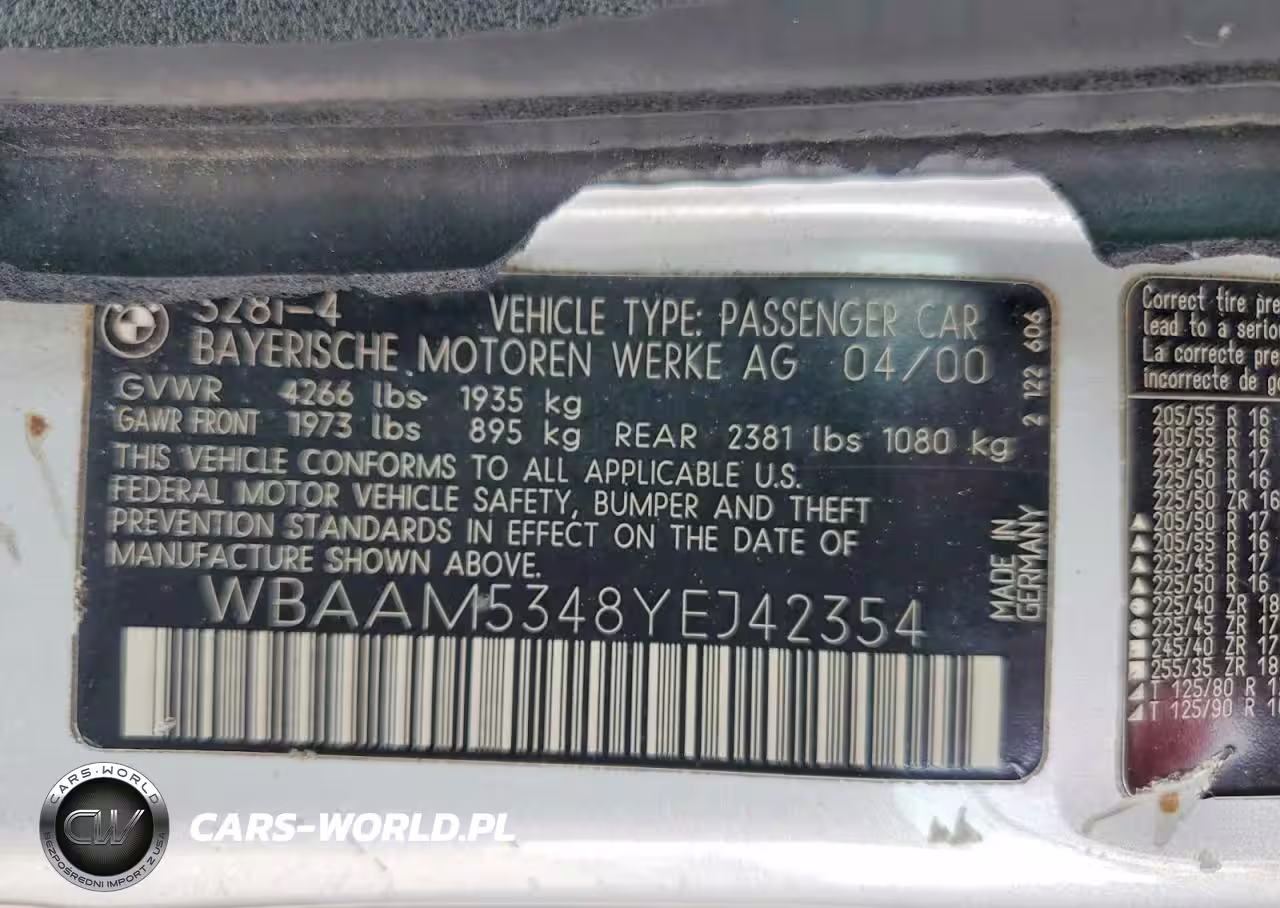 328I-4 VEHICLE TYPE: PASSENGER CAR
BAYERISCHE MOTOREN WERKE AG 04/00
GVWR 4266 lbs 1935 kg
GAWR FRONT 1973 lbs 895 kg REAR 2381 lbs 1080 kg
THIS VEHICLE CONFORMS TO ALL APPLICABLE U.S.
FEDERAL MOTOR VEHICLE SAFETY, BUMPER AND THEFT
PREVENTION STANDARDS IN EFFECT ON THE DATE OF
MANUFACTURE SHOWN ABOVE.
WBAAM5348YEJ42354
2 122 606
MADE IN
GERMANY
Correct tire pre
lead to a serio
La correcte pre
incorrecte de g
205/55 R 16
205/55 R 16
225/45 R 17
225/50 R 16
225/50 ZR 16
205/50 R 17
205/55 R 16
225/45 R 17
225/50 R 16
225/40 ZR 18
225/45 ZR 17
245/40 ZR 17
255/35 ZR 18
T 125/80 R 1
T 125/90 R 1
CARS-WORLD
CW
BEZPOŚREDNI IMPORT Z USA
CARS-WORLD.PL